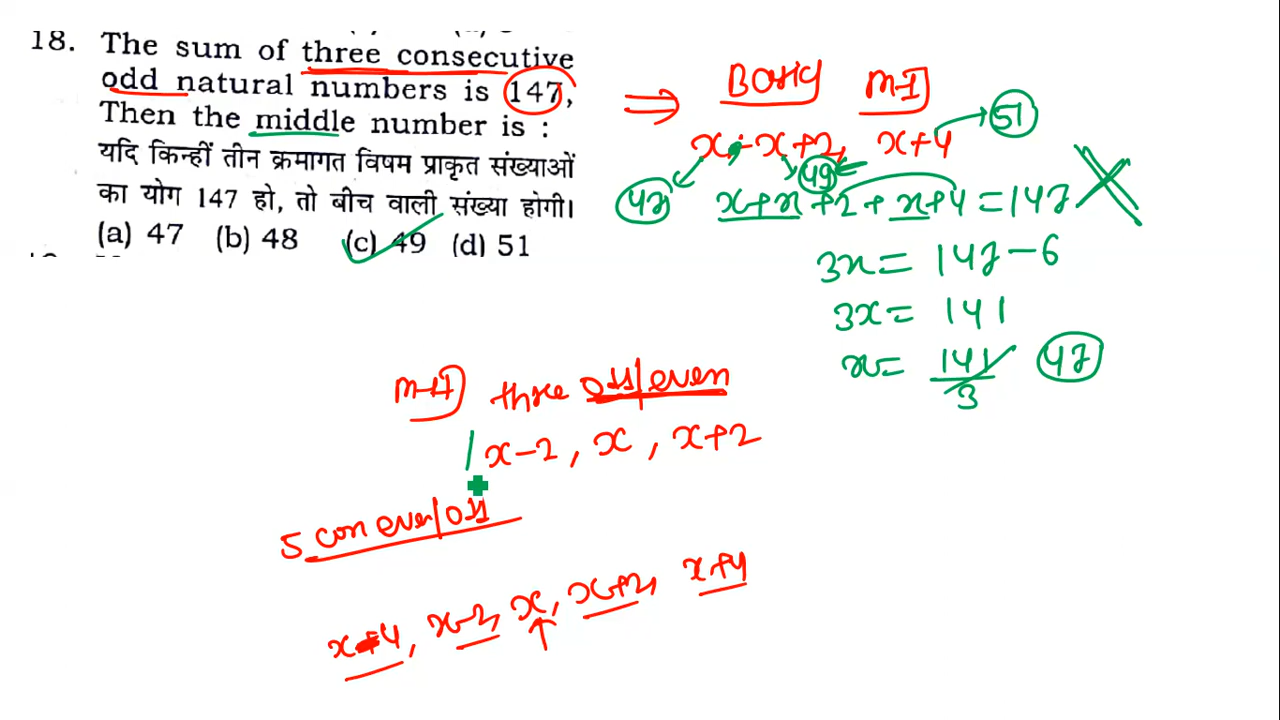 18. The sum of three consecutive
odd natural numbers is 147,
Then the middle number is :
यदि किन्हीं तीन क्रमागत विषम प्राकृत संख्याओं
का योग 147 हो, तो बीच वाली संख्या होगी।
(a) 47 (b) 48 (c) 49 (d) 51
⇒ Basic M-I
x, x+2, x+4 → 51
47 49
x+x+2+x+4=147
3x = 147-6
3x = 141
x = 141/3 47
M-II three odd/even
x-2, x, x+2
5 con even/odd
x-4, x-2, x, x+2, x+4